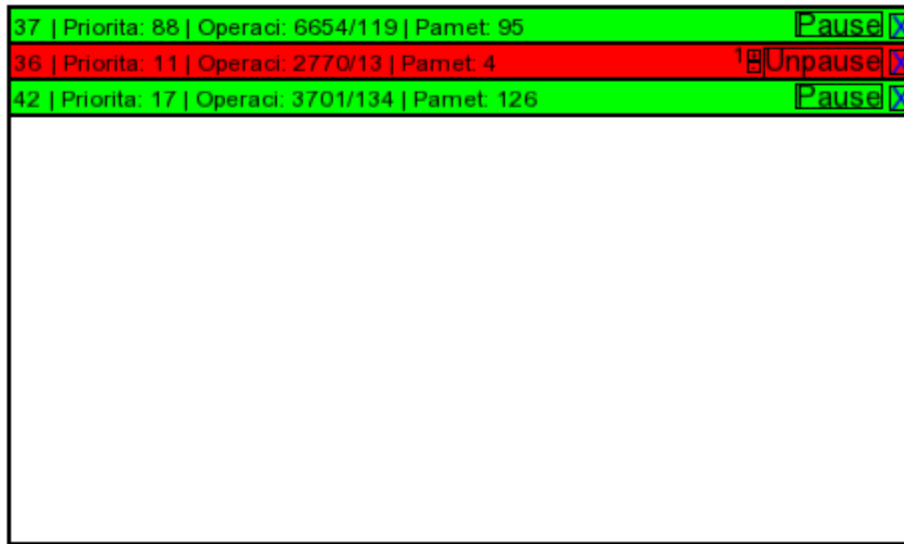 37 | Priorita: 88 | Operaci: 6654/119 | Pamet: 95 Pause X
36 | Priorita: 11 | Operaci: 2770/13 | Pamet: 4 1 Unpause X
42 | Priorita: 17 | Operaci: 3701/134 | Pamet: 126 Pause X